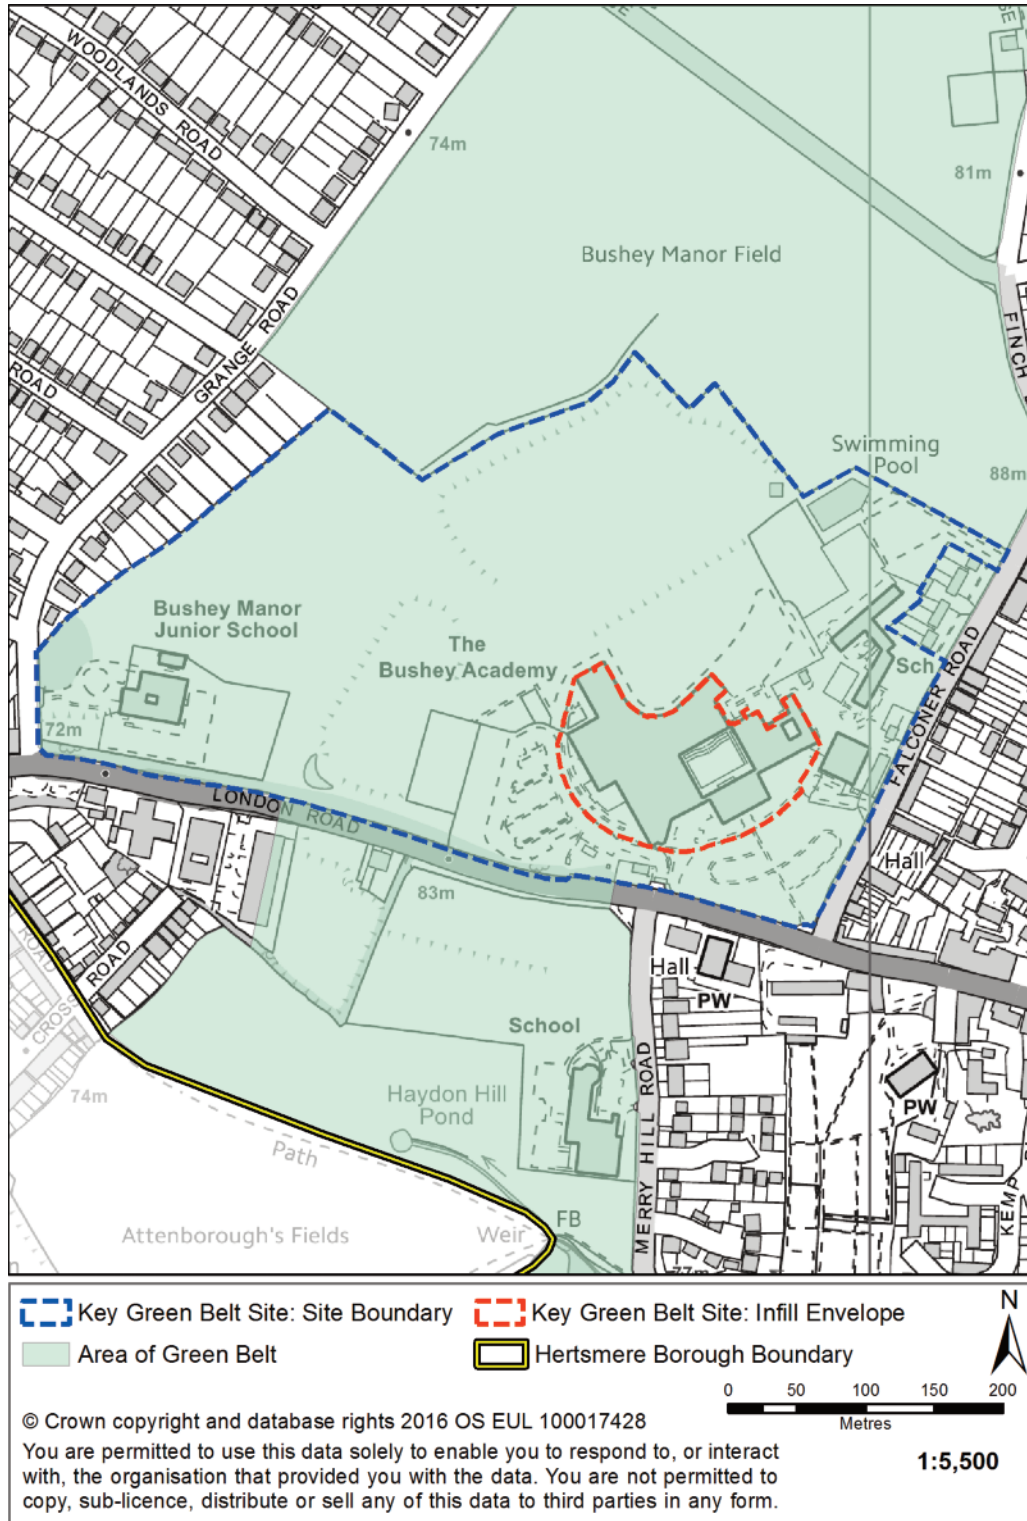 WOODLANDS ROAD
74m
81m
Bushey Manor Field
FINCH
GRANGE ROAD
ROAD
Swimming
Pool
88m
Bushey Manor
Junior School
The
Bushey Academy
Sch
FALCONER ROAD
72m
LONDON ROAD
Hall
83m
Hall
PW
ROAD
ROAD
CROSS
School
MERRY HILL ROAD
74m
Haydon Hill
Pond
PW
Path
KEMP
Attenborough's Fields
Weir
FB
77m
Key Green Belt Site: Site Boundary
Key Green Belt Site: Infill Envelope
N
Area of Green Belt
Hertsmere Borough Boundary
0 50 100 150 200
Metres
© Crown copyright and database rights 2016 OS EUL 100017428
You are permitted to use this data solely to enable you to respond to, or interact
with, the organisation that provided you with the data. You are not permitted to
copy, sub-licence, distribute or sell any of this data to third parties in any form.
1:5,500